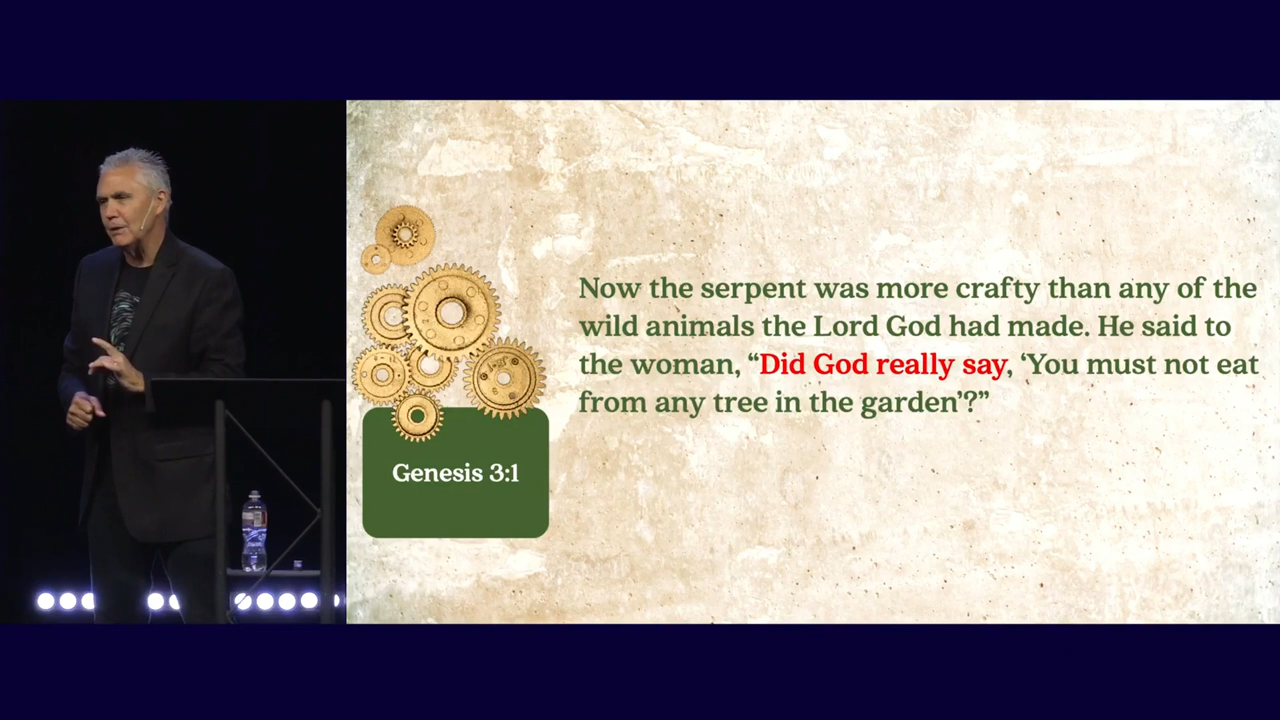 Now the serpent was more crafty than any of the
wild animals the Lord God had made. He said to
the woman, “Did God really say, ‘You must not eat
from any tree in the garden’?”
Genesis 3:1